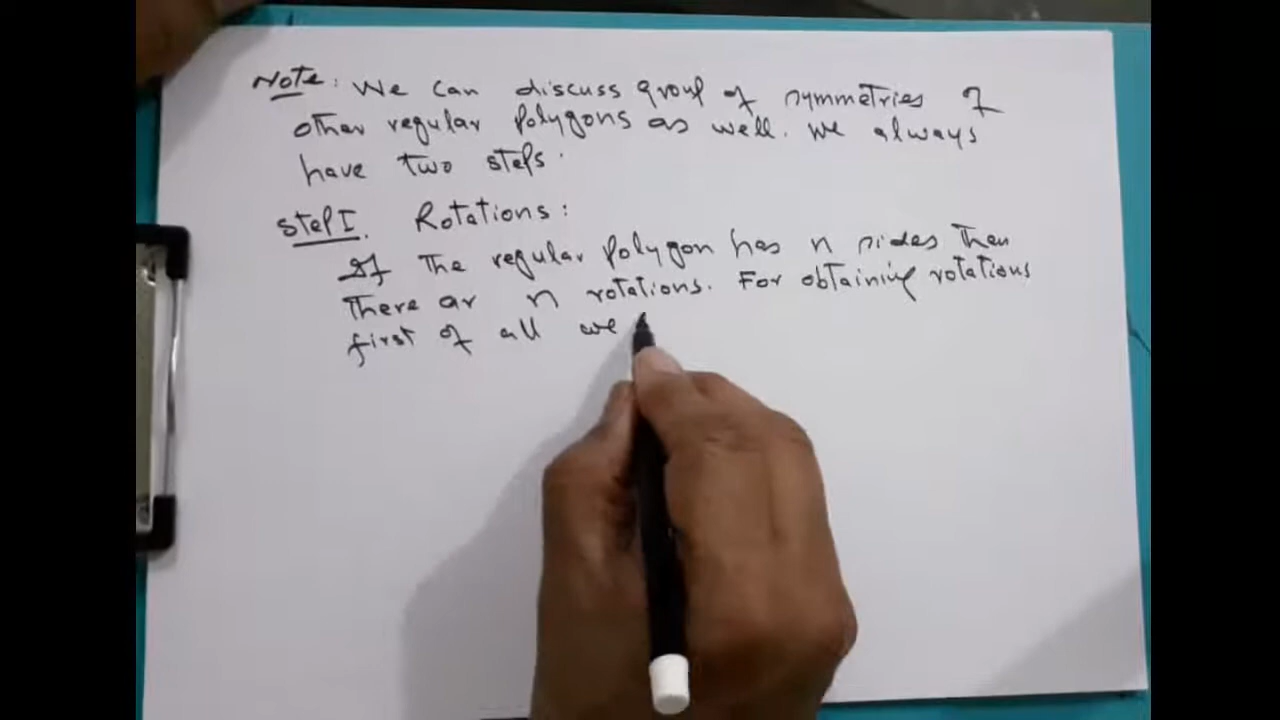 Note: We can discuss group of symmetries of
other regular polygons as well. We always
have two steps.
Step I. Rotations:
If the regular polygon has n sides then
there ar n rotations. For obtaining rotations
first of all we